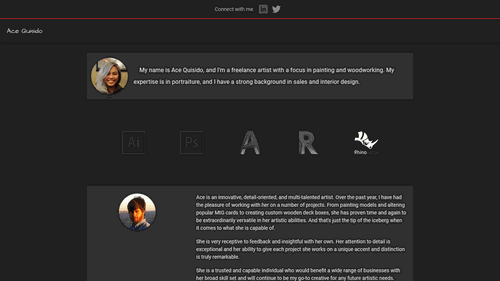 Connect with me
in
Ace Quisido
My name is Ace Quisido, and I'm a freelance artist with a focus in painting and woodworking. My
expertise is in portraiture, and I have a strong background in sales and interior design.
Ai
Ps
A
R
Rhino
Ace is an innovative, detail-oriented, and multi-talented artist. Over the past year, I have had
the pleasure of working with her on a number of projects. From painting models and altering
popular MtG cards to creating custom wooden deck boxes, she has proven time and again to
be extraordinarily versatile in her artistic abilities. And that's just the tip of the iceberg when
it comes to what she is capable of.
She is very receptive to feedback and insightful with her own. Her attention to detail is
exceptional and her ability to give each project she works on a unique accent and distinction
is truly remarkable.
She is a trusted and capable individual who would benefit a wide range of businesses with
her broad skill set and will continue to be my go-to creative for any future artistic needs.